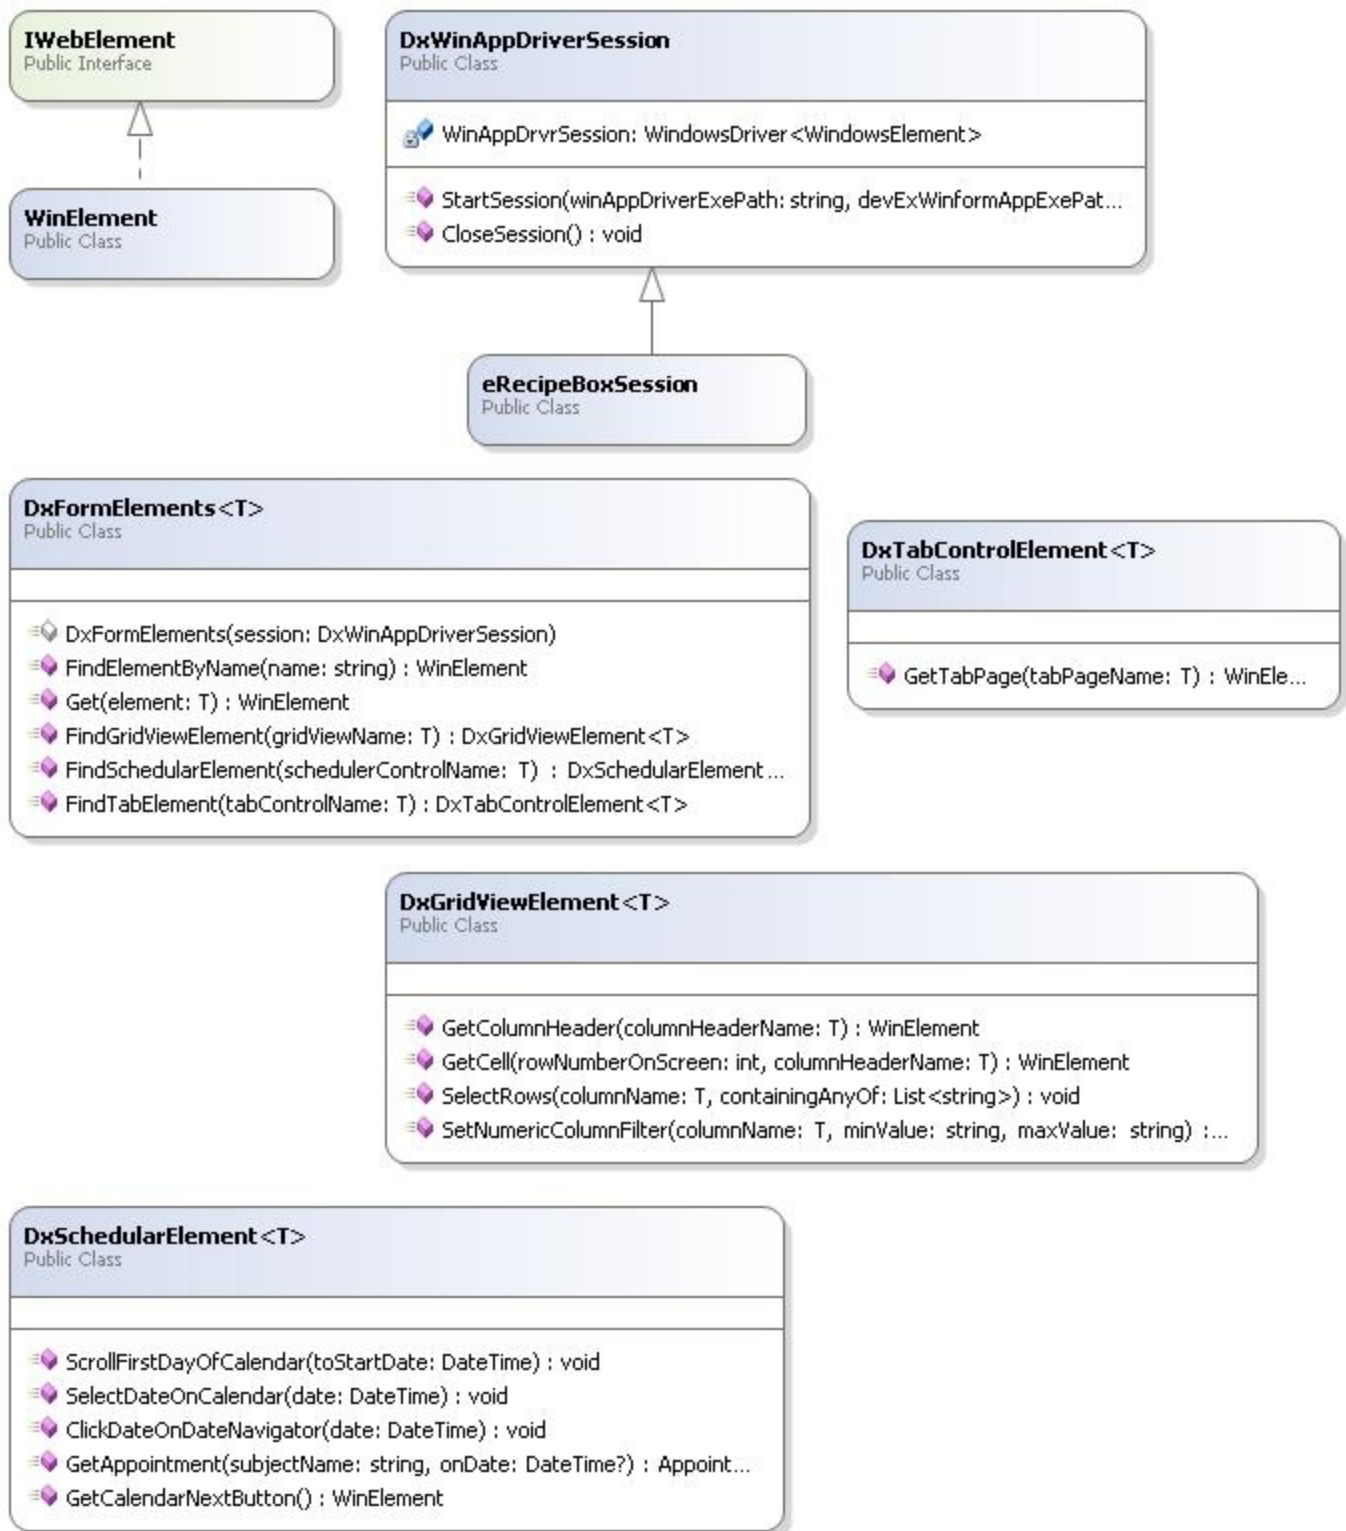 IWebElement
Public Interface
WinElement
Public Class
DxWinAppDriverSession
Public Class
WinAppDrvrSession: WindowsDriver<WindowsElement>
StartSession(winAppDriverExePath: string, devExWinformAppExePat...
CloseSession() : void
eRecipeBoxSession
Public Class
DxFormElements<T>
Public Class
DxFormElements(session: DxWinAppDriverSession)
FindElementByName(name: string) : WinElement
Get(element: T) : WinElement
FindGridViewElement(gridViewName: T) : DxGridViewElement<T>
FindSchedularElement(schedulerControlName: T) : DxSchedularElement...
FindTabElement(tabControlName: T) : DxTabControlElement<T>
DxTabControlElement<T>
Public Class
GetTabPage(tabPageName: T) : WinEle...
DxGridViewElement<T>
Public Class
GetColumnHeader(columnHeaderName: T) : WinElement
GetCell(rowNumberOnScreen: int, columnHeaderName: T) : WinElement
SelectRows(columnName: T, containingAnyOf: List<string>) : void
SetNumericColumnFilter(columnName: T, minValue: string, maxValue: string) :...
DxSchedularElement<T>
Public Class
ScrollFirstDayOfCalendar(toStartDate: DateTime) : void
SelectDateOnCalendar(date: DateTime) : void
ClickDateOnDateNavigator(date: DateTime) : void
GetAppointment(subjectName: string, onDate: DateTime?) : Appoint...
GetCalendarNextButton() : WinElement